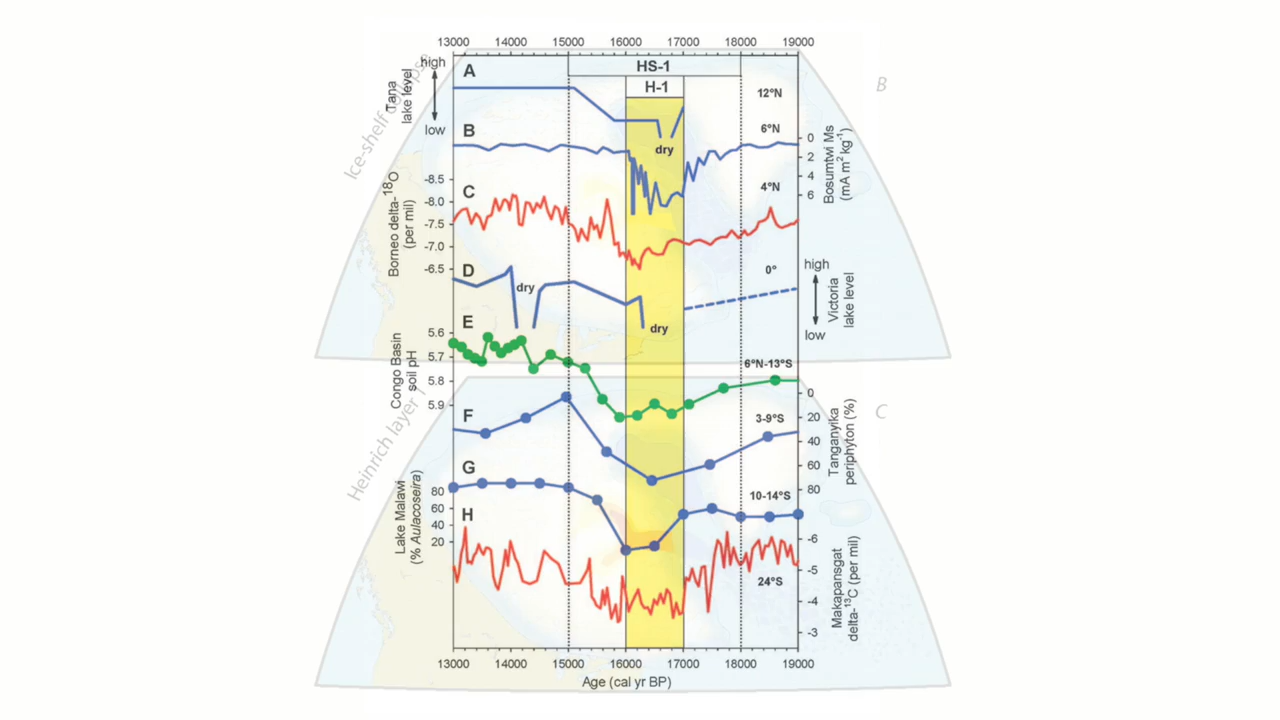 13000 14000 15000 16000 17000 18000 19000
HS-1
H-1
A
high
Tana
lake level
low
12°N
B
6°N
dry
0
2
4
6
Bosumtwi Ms
(mA m² kg⁻¹)
C
4°N
-8.5
-8.0
-7.5
-7.0
-6.5
Borneo delta-¹⁸O
(per mil)
D
0°
dry
dry
high
Victoria
lake level
low
E
6°N-13°S
5.6
5.7
5.8
5.9
Congo Basin
soil pH
F
3-9°S
0
20
40
60
80
Tanganyika
periphyton (%)
G
10-14°S
80
60
40
20
Lake Malawi
(% Aulacoseira)
H
24°S
-6
-5
-4
-3
Makapansgat
delta-¹³C (per mil)
13000 14000 15000 16000 17000 18000 19000
Age (cal yr BP)
Ice-shelf
B
Heinrich layer
C